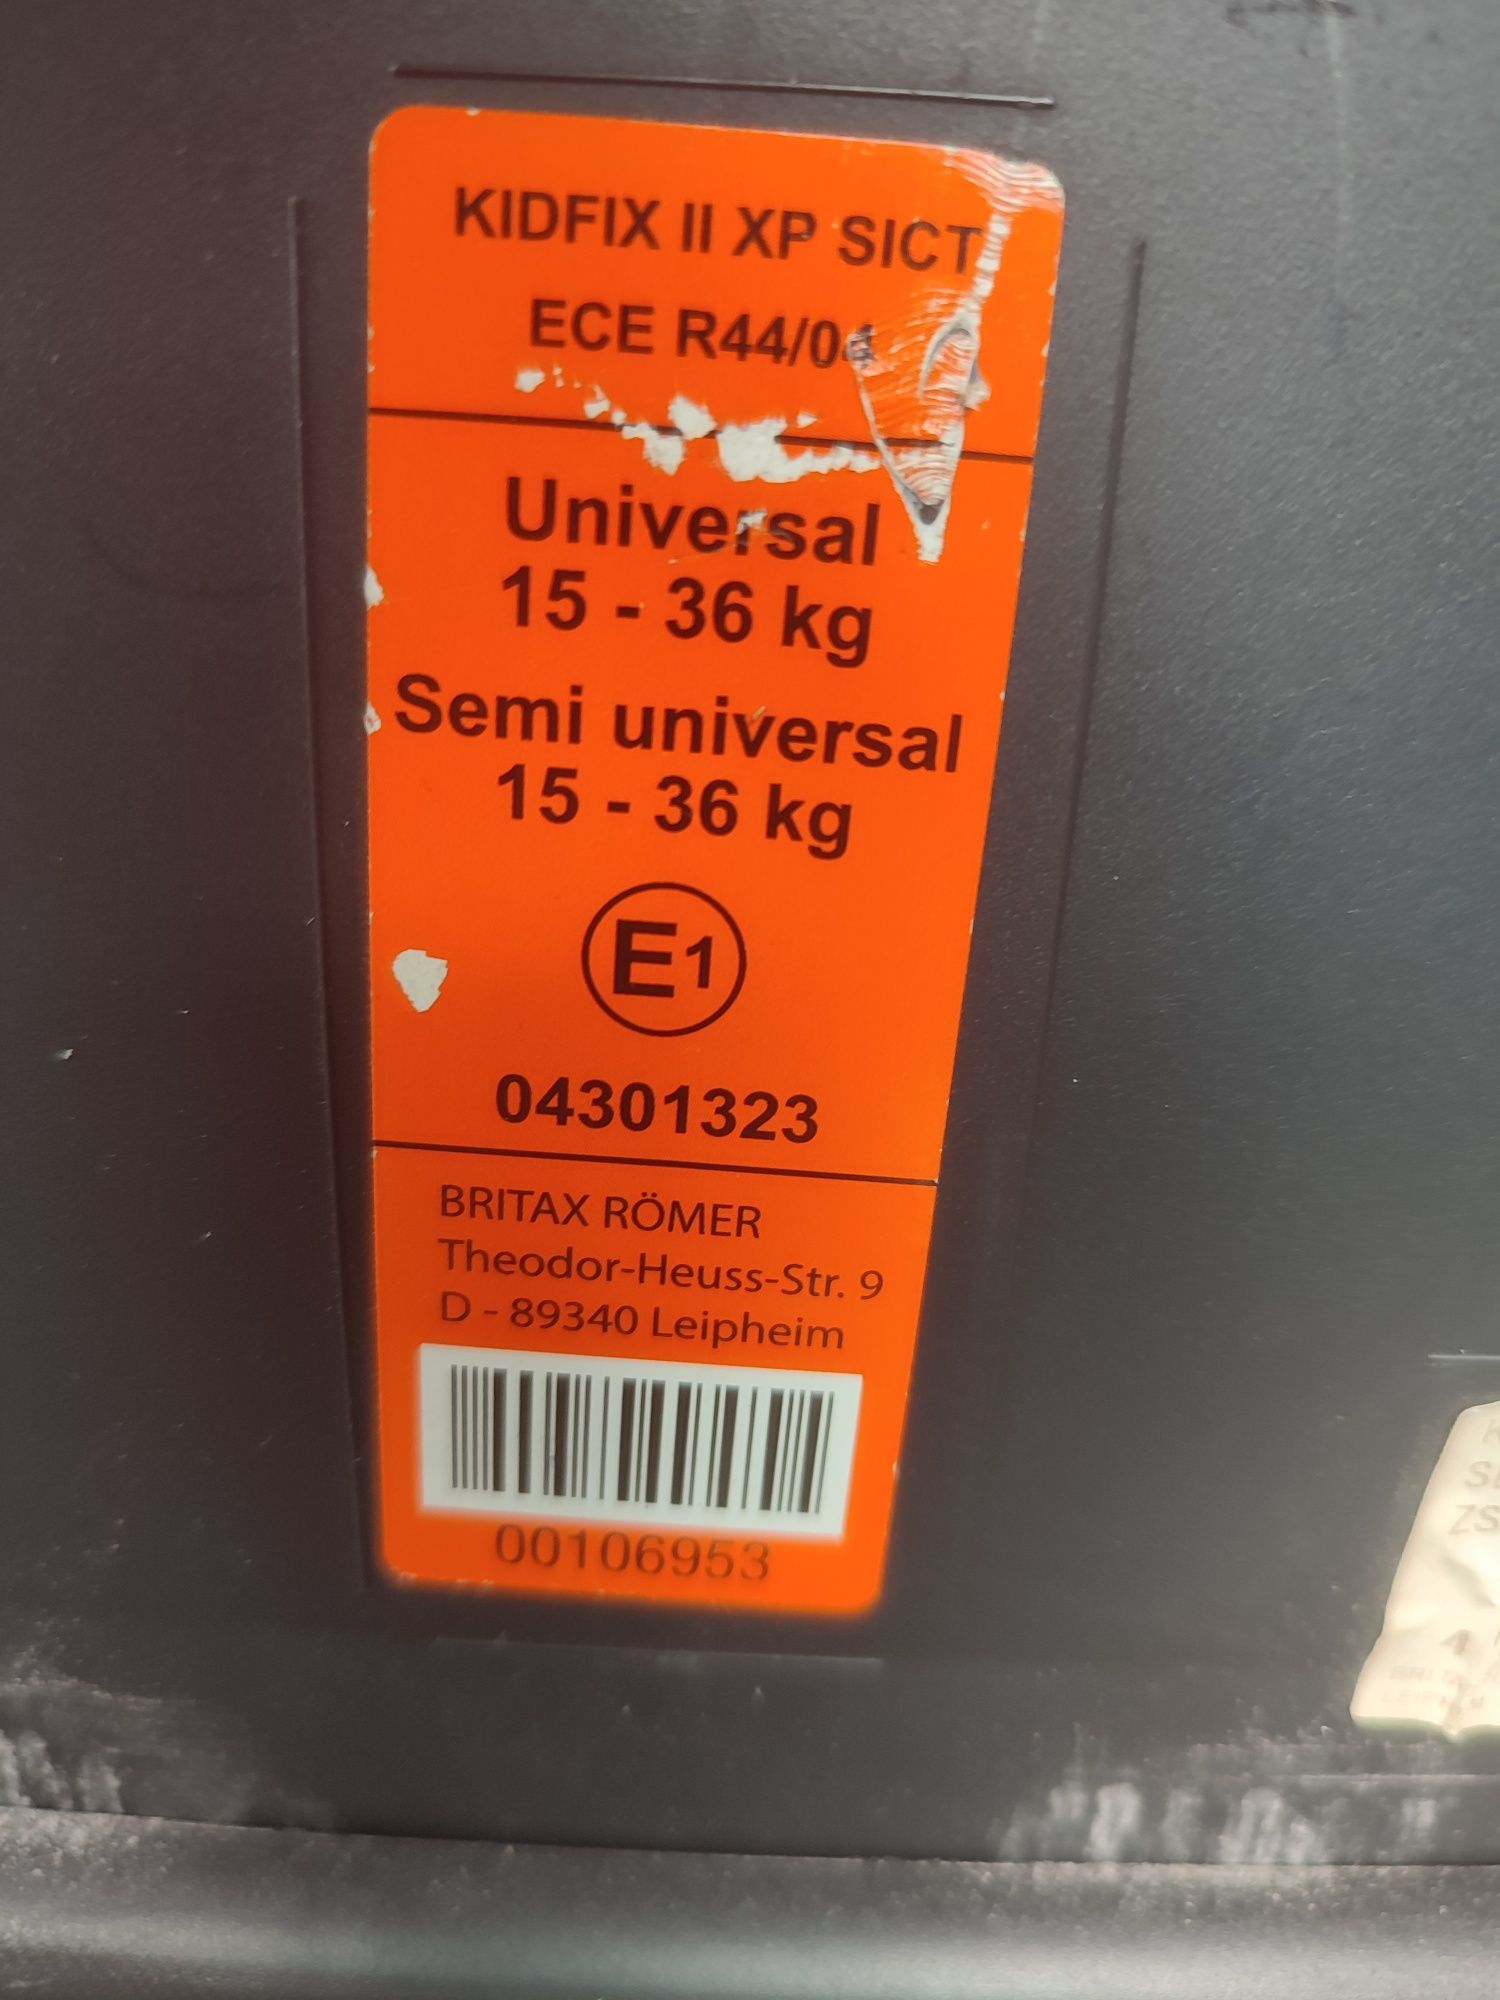 KIDFIX II XP SICT
ECE R44/04
Universal
15 - 36 kg
Semi universal
15 - 36 kg
E1
04301323
BRITAX RÖMER
Theodor-Heuss-Str. 9
D - 89340 Leipheim
00106953